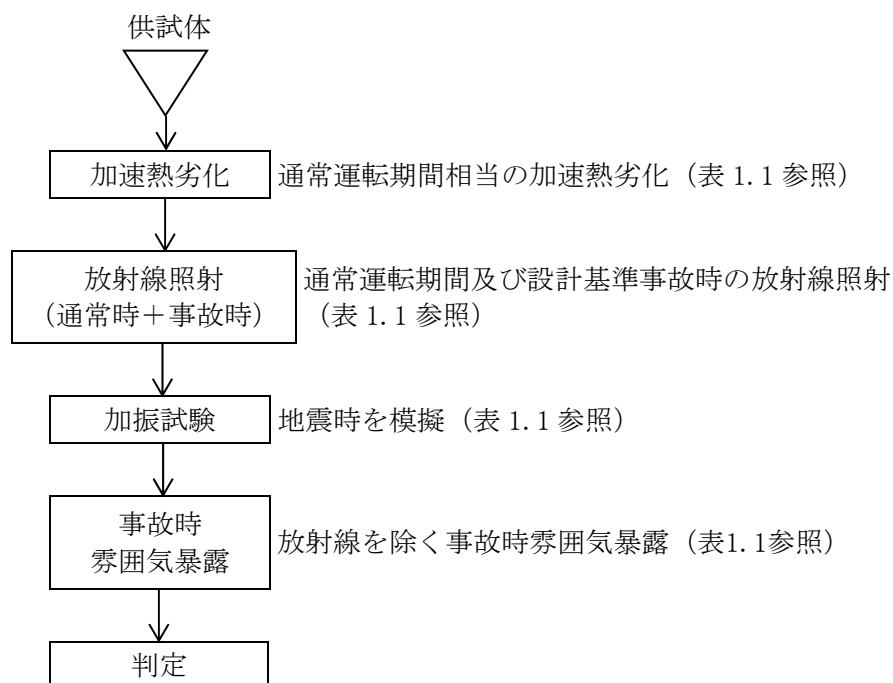 供試体
加速熱劣化
通常運転期間相当の加速熱劣化（表 1.1 参照）
放射線照射
（通常時＋事故時）
通常運転期間及び設計基準事故時の放射線照射
（表 1.1 参照）
加振試験
地震時を模擬（表 1.1 参照）
事故時
雰囲気暴露
放射線を除く事故時雰囲気暴露（表1.1参照）
判定